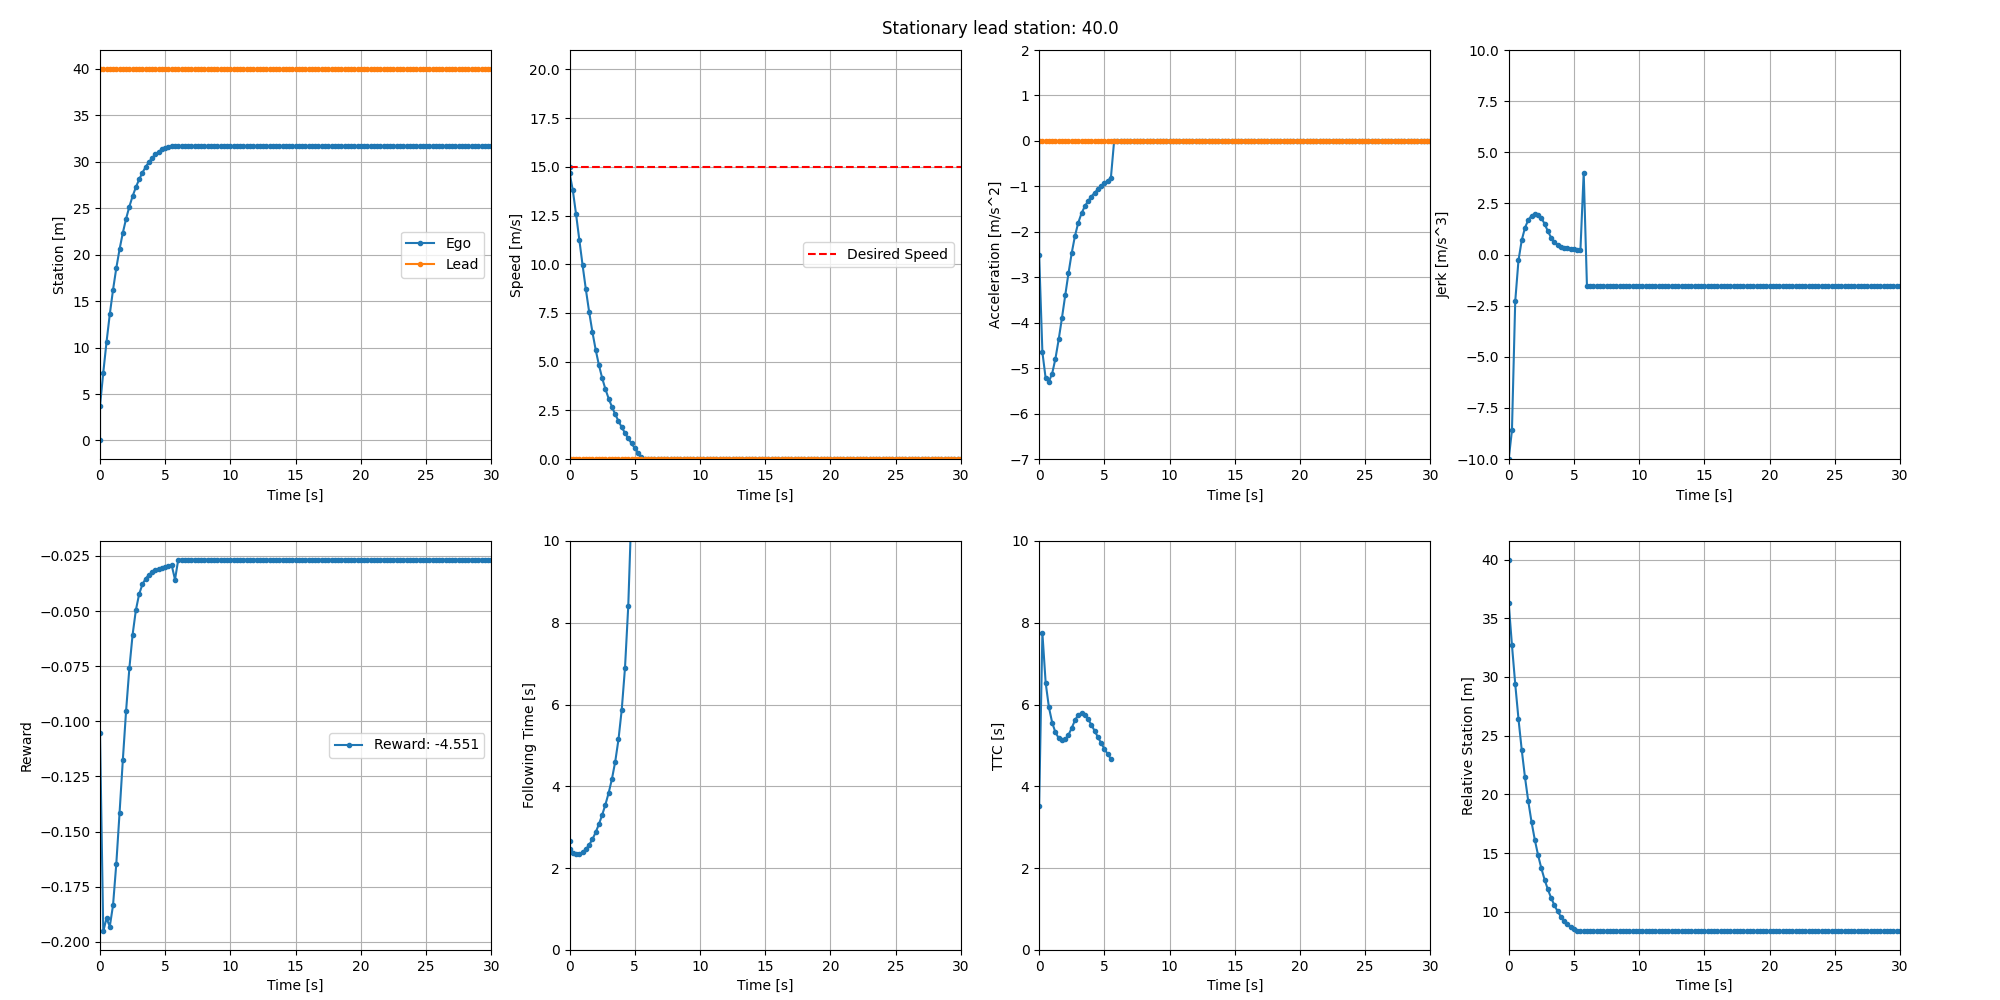 Stationary lead station: 40.0
Station [m]
40
35
30
25
20
15
10
5
0
Ego
Lead
0 5 10 15 20 25 30
Time [s]
Speed [m/s]
20.0
17.5
15.0
12.5
10.0
7.5
5.0
2.5
0.0
Desired Speed
0 5 10 15 20 25 30
Time [s]
Acceleration [m/s^2]
2
1
0
−1
−2
−3
−4
−5
−6
−7
0 5 10 15 20 25 30
Time [s]
Jerk [m/s^3]
10.0
7.5
5.0
2.5
0.0
−2.5
−5.0
−7.5
−10.0
0 5 10 15 20 25 30
Time [s]
Reward
−0.025
−0.050
−0.075
−0.100
−0.125
−0.150
−0.175
−0.200
Reward: -4.551
0 5 10 15 20 25 30
Time [s]
Following Time [s]
10
8
6
4
2
0
0 5 10 15 20 25 30
Time [s]
TTC [s]
10
8
6
4
2
0
0 5 10 15 20 25 30
Time [s]
Relative Station [m]
40
35
30
25
20
15
10
0 5 10 15 20 25 30
Time [s]